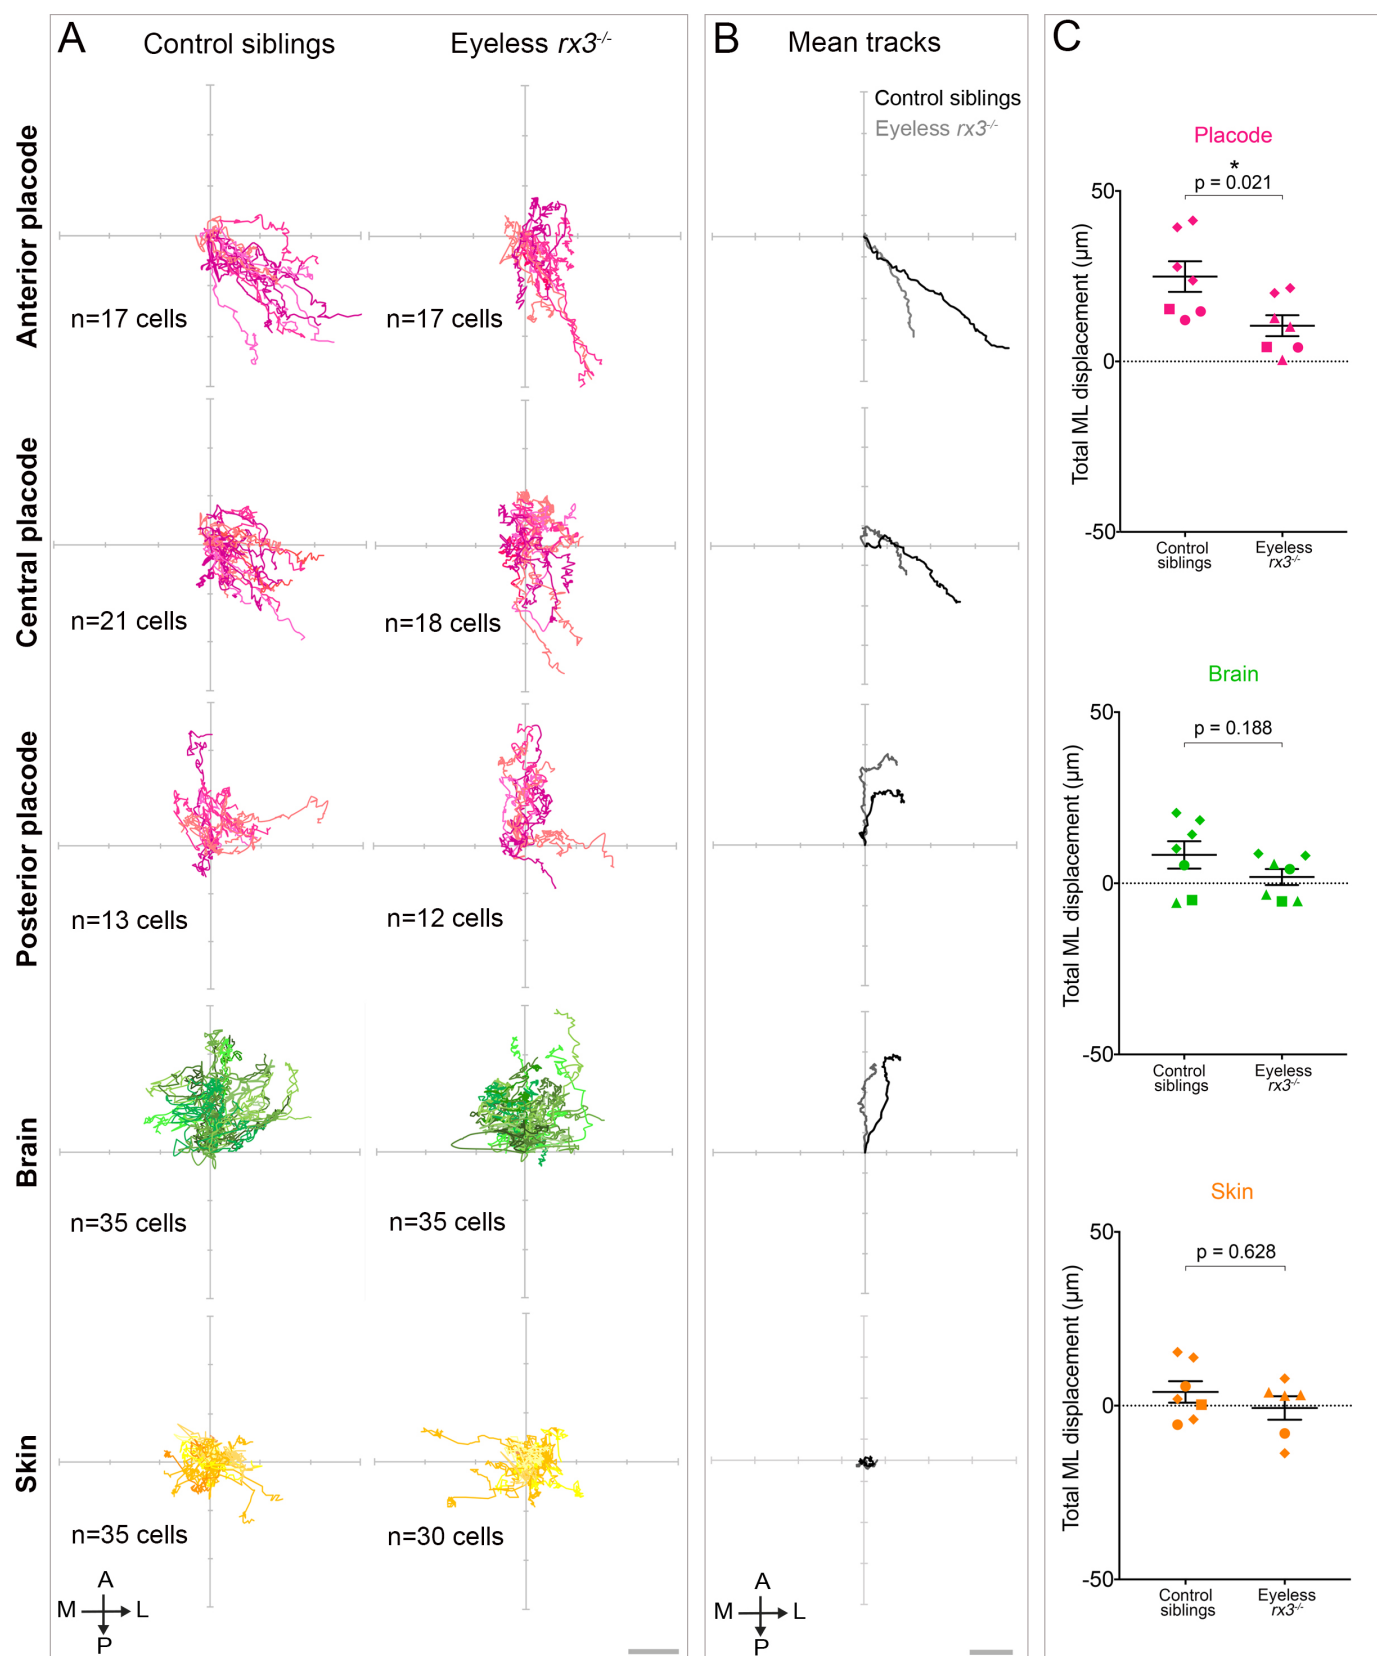 A
Control siblings
Eyeless rx3-/-
Anterior placode
n=17 cells
n=17 cells
Central placode
n=21 cells
n=18 cells
Posterior placode
n=13 cells
n=12 cells
Brain
n=35 cells
n=35 cells
Skin
n=35 cells
n=30 cells
A
M
L
P
B
Mean tracks
Control siblings
Eyeless rx3-/-
A
M
L
P
C
Placode
*
p = 0.021
Total ML displacement (µm)
50
0
-50
Control
siblings
Eyeless
rx3-/-
Brain
p = 0.188
Total ML displacement (µm)
50
0
-50
Control
siblings
Eyeless
rx3-/-
Skin
p = 0.628
Total ML displacement (µm)
50
0
-50
Control
siblings
Eyeless
rx3-/-